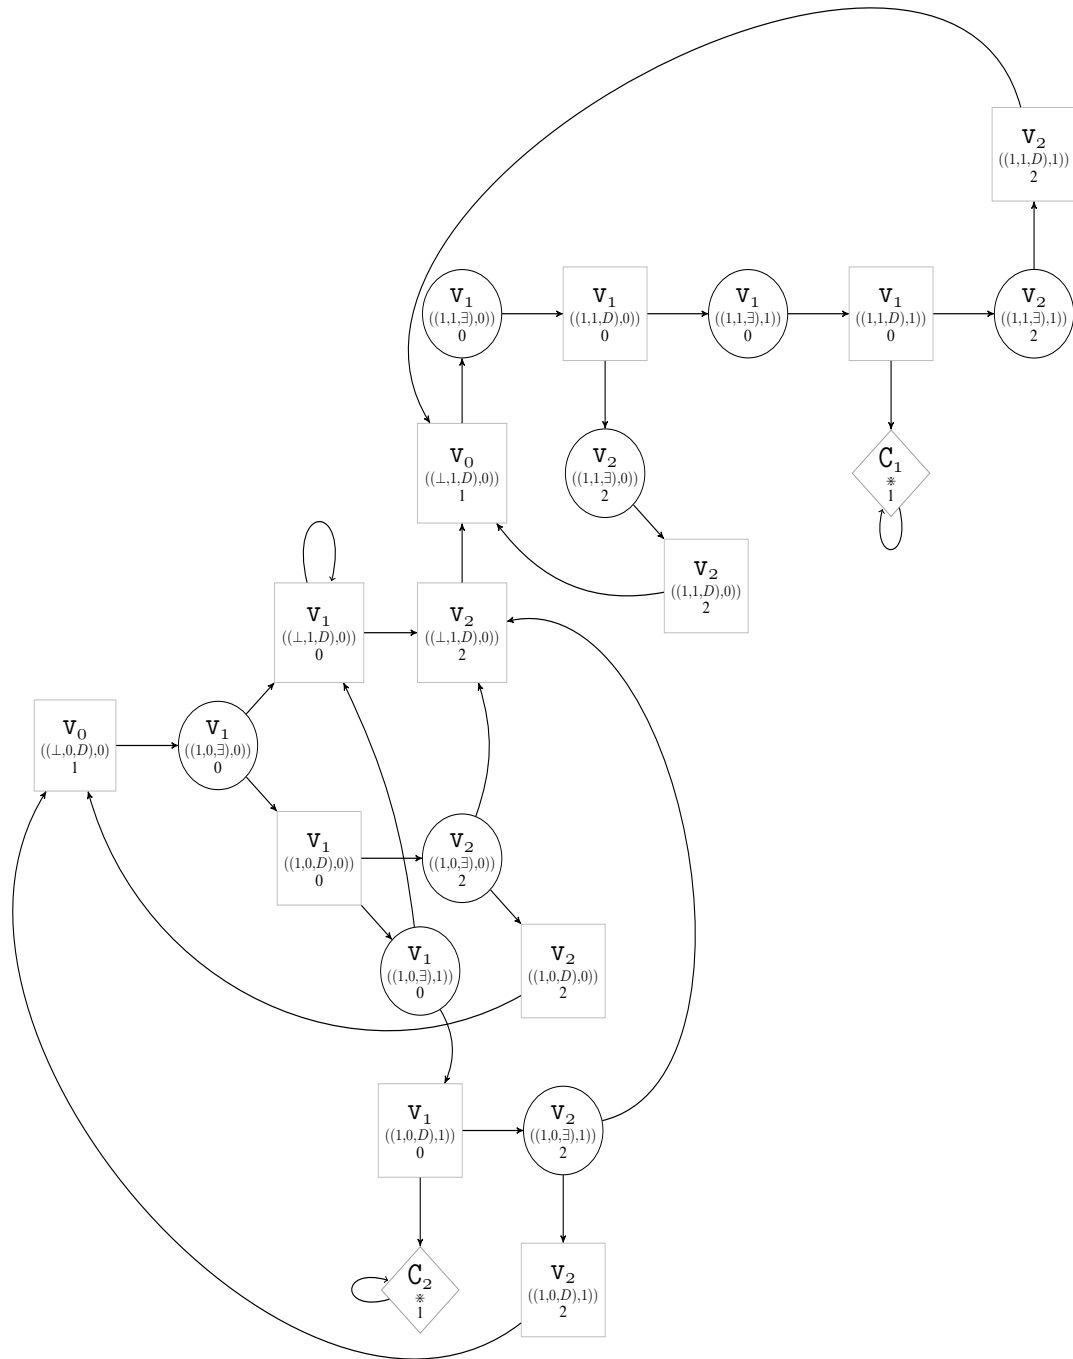 V₂
((1,1,D),1))
2
V₁
((1,1,∃),0))
0
V₁
((1,1,D),0))
0
V₁
((1,1,∃),1))
0
V₁
((1,1,D),1))
0
V₂
((1,1,∃),1))
2
V₀
((⊥,1,D),0))
1
V₂
((1,1,∃),0))
2
C₁
⋇
1
V₂
((1,1,D),0))
2
V₁
((⊥,1,D),0))
0
V₂
((⊥,1,D),0))
2
V₀
((⊥,0,D),0)
1
V₁
((1,0,∃),0))
0
V₁
((1,0,D),0))
0
V₂
((1,0,∃),0))
2
V₁
((1,0,∃),1))
0
V₂
((1,0,D),0))
2
V₁
((1,0,D),1))
0
V₂
((1,0,∃),1))
2
C₂
⋇
1
V₂
((1,0,D),1))
2